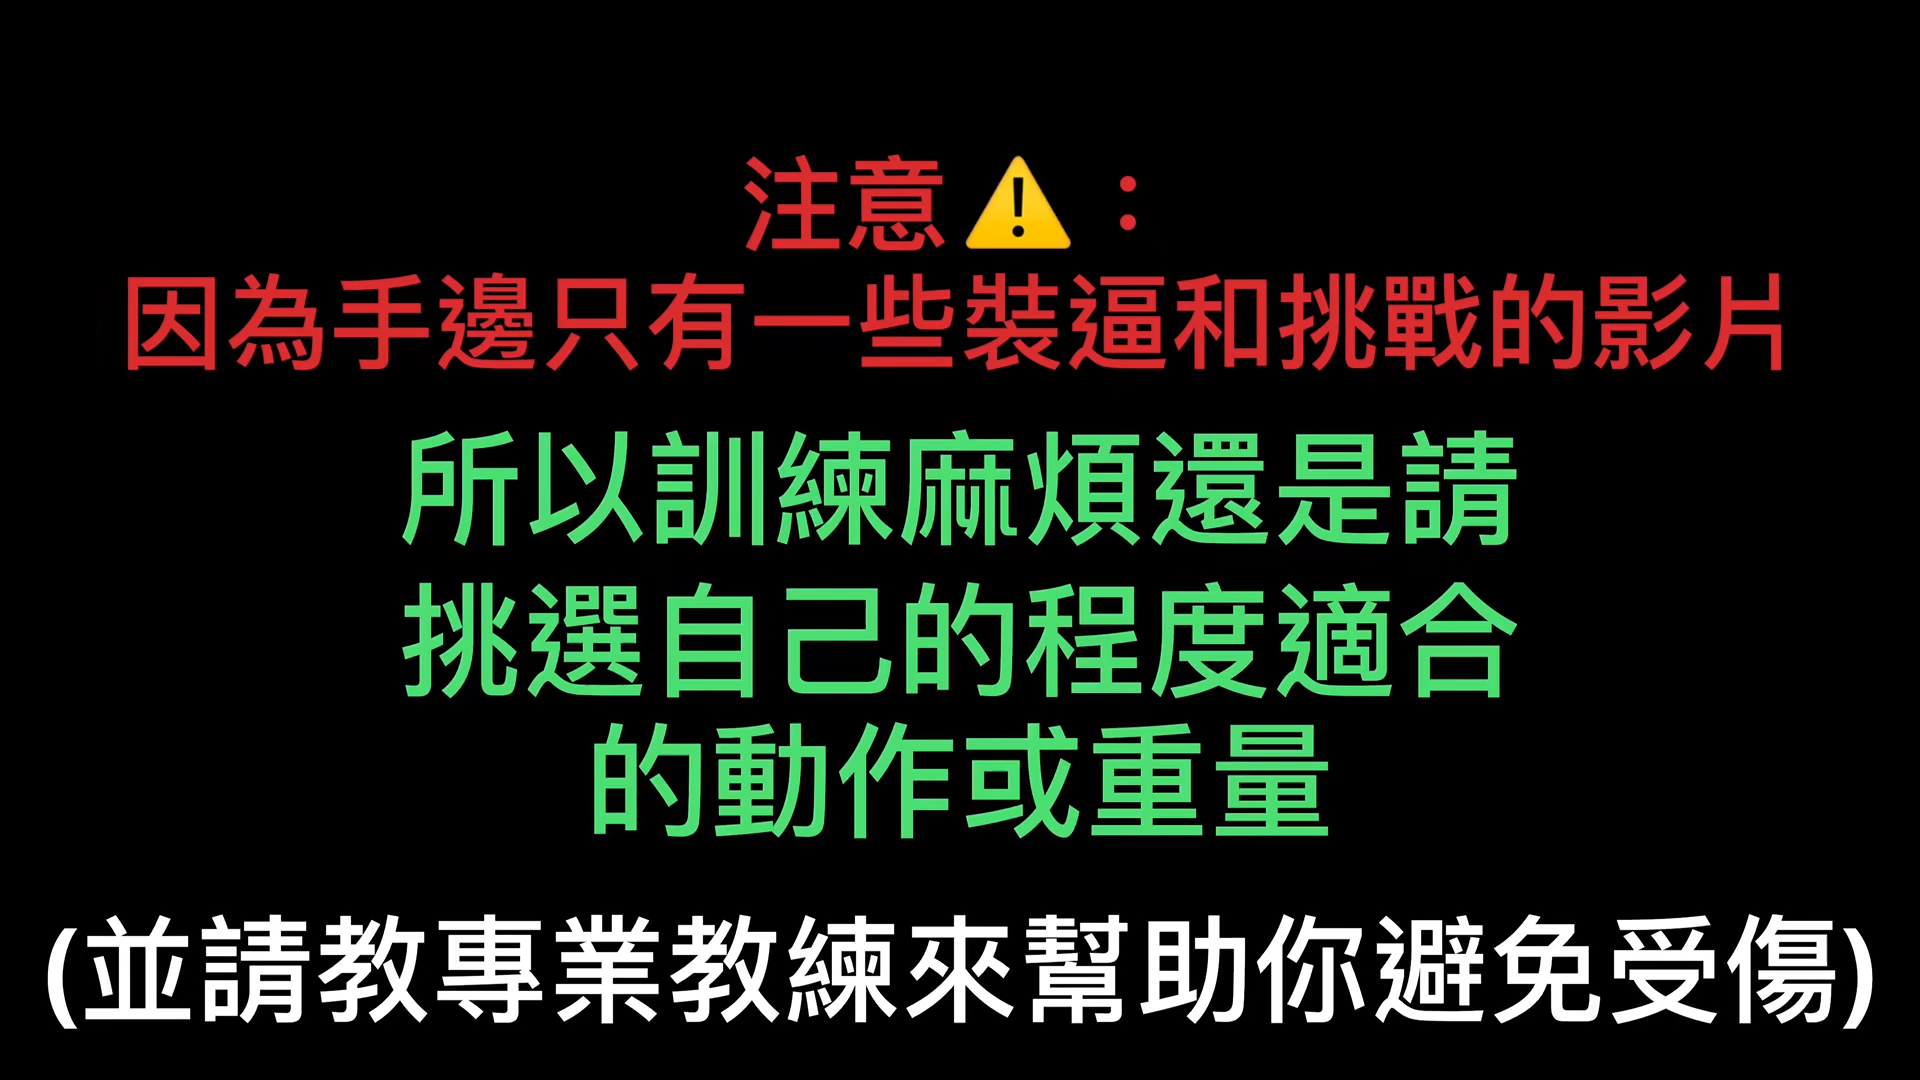 注意⚠️：
因為手邊只有一些裝逼和挑戰的影片
所以訓練麻煩還是請
挑選自己的程度適合
的動作或重量
(並請教專業教練來幫助你避免受傷)